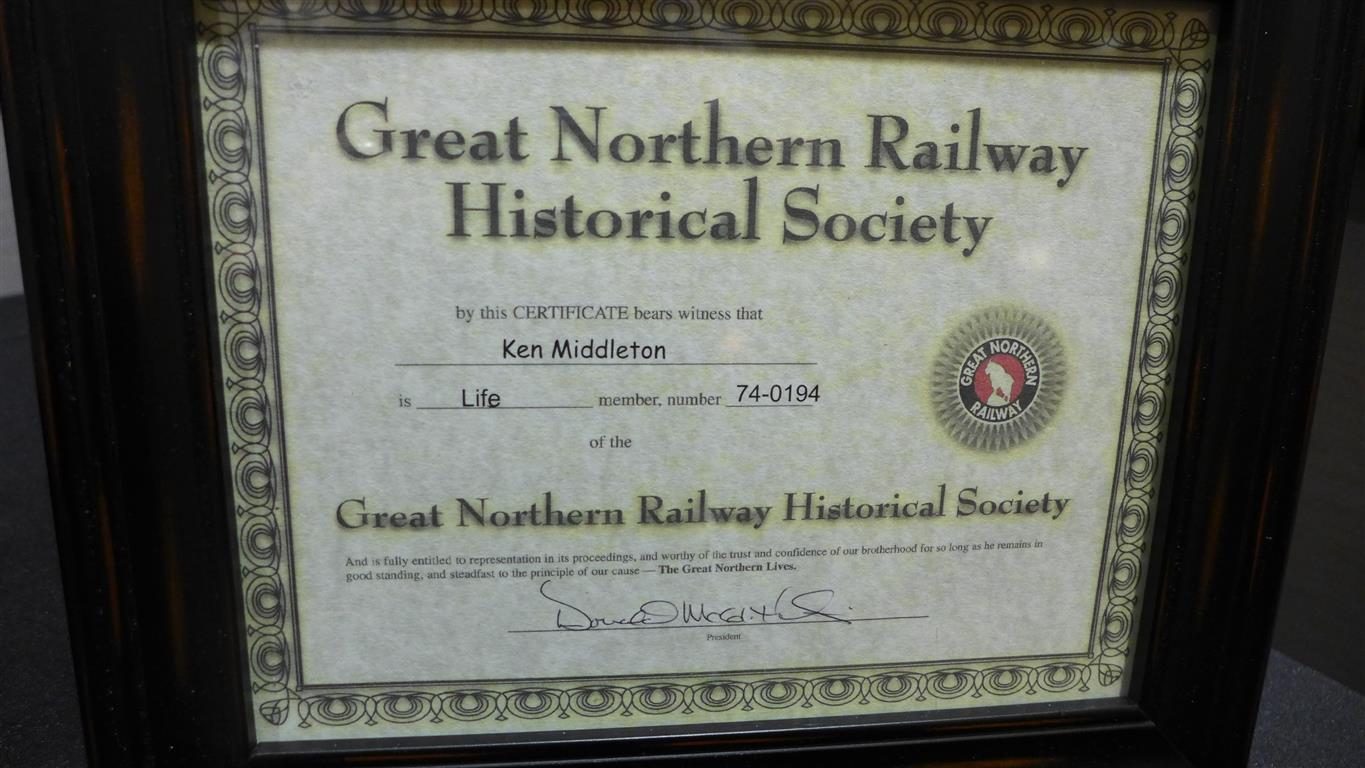 Great Northern Railway
Historical Society
by this CERTIFICATE bears witness that
Ken Middleton
is Life member, number 74-0194
of the
GREAT NORTHERN
RAILWAY
Great Northern Railway Historical Society
And is fully entitled to representation in its proceedings, and worthy of the trust and confidence of our brotherhood for so long as he remains in
good standing, and steadfast to the principle of our cause — The Great Northern Lives.
President